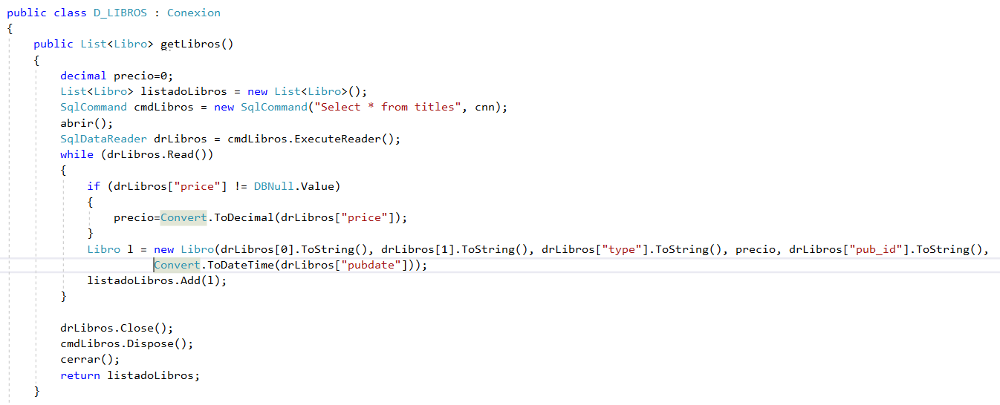 public class D_LIBROS : Conexion
{
public List<Libro> getLibros()
{
decimal precio=0;
List<Libro> listadoLibros = new List<Libro>();
SqlCommand cmdLibros = new SqlCommand("Select * from titles", cnn);
abrir();
SqlDataReader drLibros = cmdLibros.ExecuteReader();
while (drLibros.Read())
{
if (drLibros["price"] != DBNull.Value)
{
precio=Convert.ToDecimal(drLibros["price"]);
}
Libro l = new Libro(drLibros[0].ToString(), drLibros[1].ToString(), drLibros["type"].ToString(), precio, drLibros["pub_id"].ToString(),
Convert.ToDateTime(drLibros["pubdate"]));
listadoLibros.Add(l);
}
drLibros.Close();
cmdLibros.Dispose();
cerrar();
return listadoLibros;
}